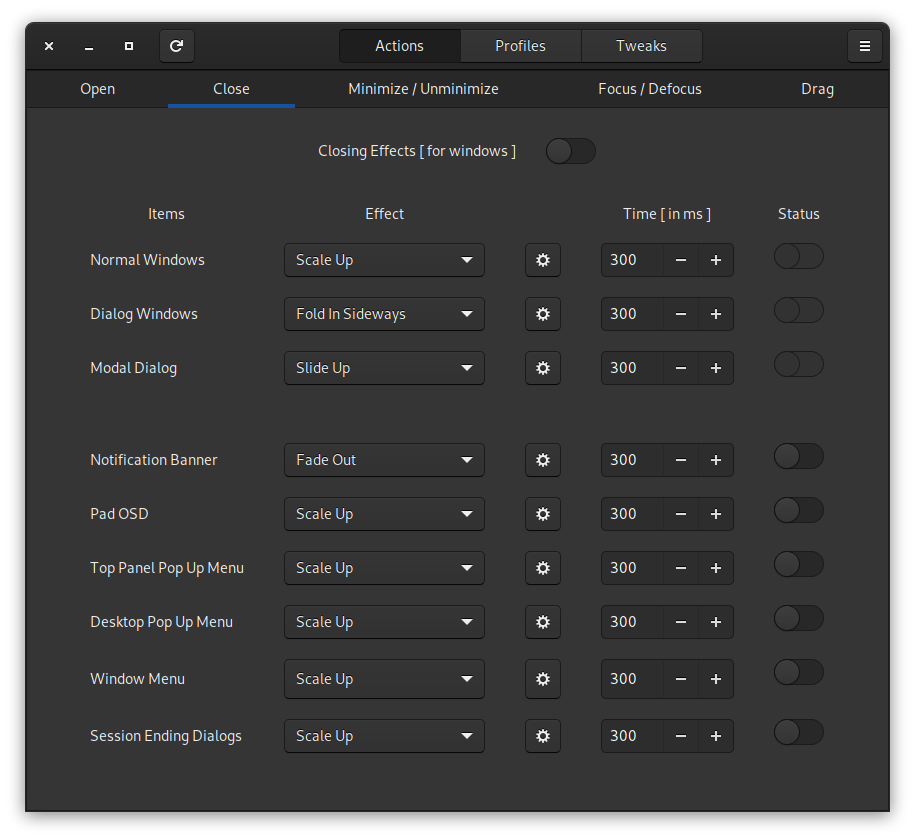 Actions Profiles Tweaks
Open Close Minimize / Unminimize Focus / Defocus Drag
Closing Effects [ for windows ]
Items Effect Time [ in ms ] Status
Normal Windows Scale Up 300 − +
Dialog Windows Fold In Sideways 300 − +
Modal Dialog Slide Up 300 − +
Notification Banner Fade Out 300 − +
Pad OSD Scale Up 300 − +
Top Panel Pop Up Menu Scale Up 300 − +
Desktop Pop Up Menu Scale Up 300 − +
Window Menu Scale Up 300 − +
Session Ending Dialogs Scale Up 300 − +